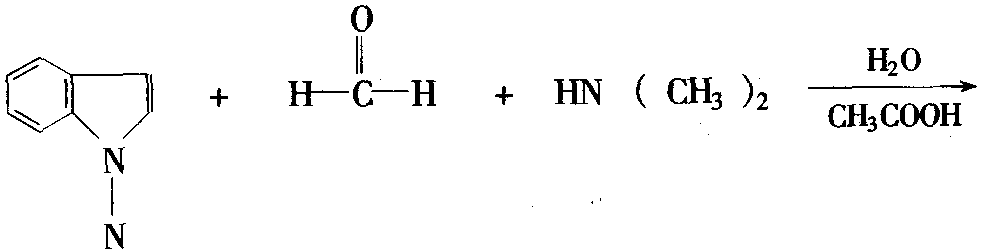 O
H—C—H
+
+
HN ( CH₃ )₂
H₂O
CH₃COOH
N
N